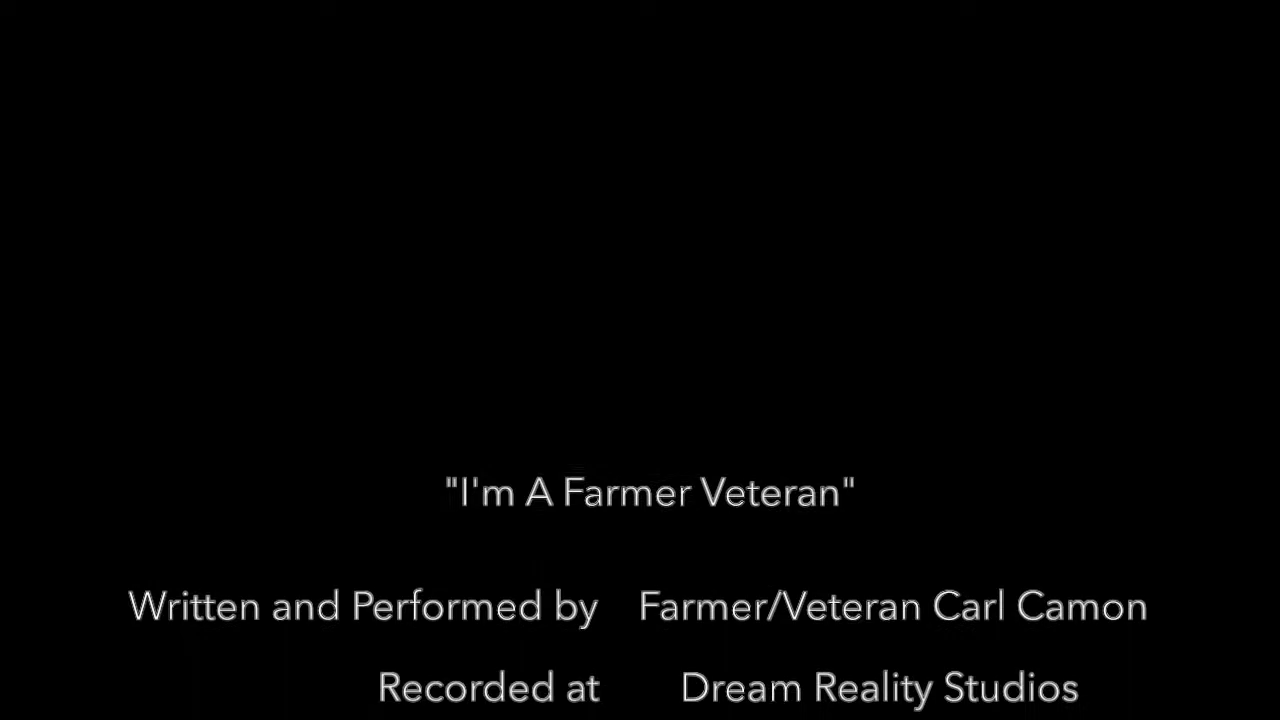 "I'm A Farmer Veteran"
Written and Performed by Farmer/Veteran Carl Camon
Recorded at Dream Reality Studios